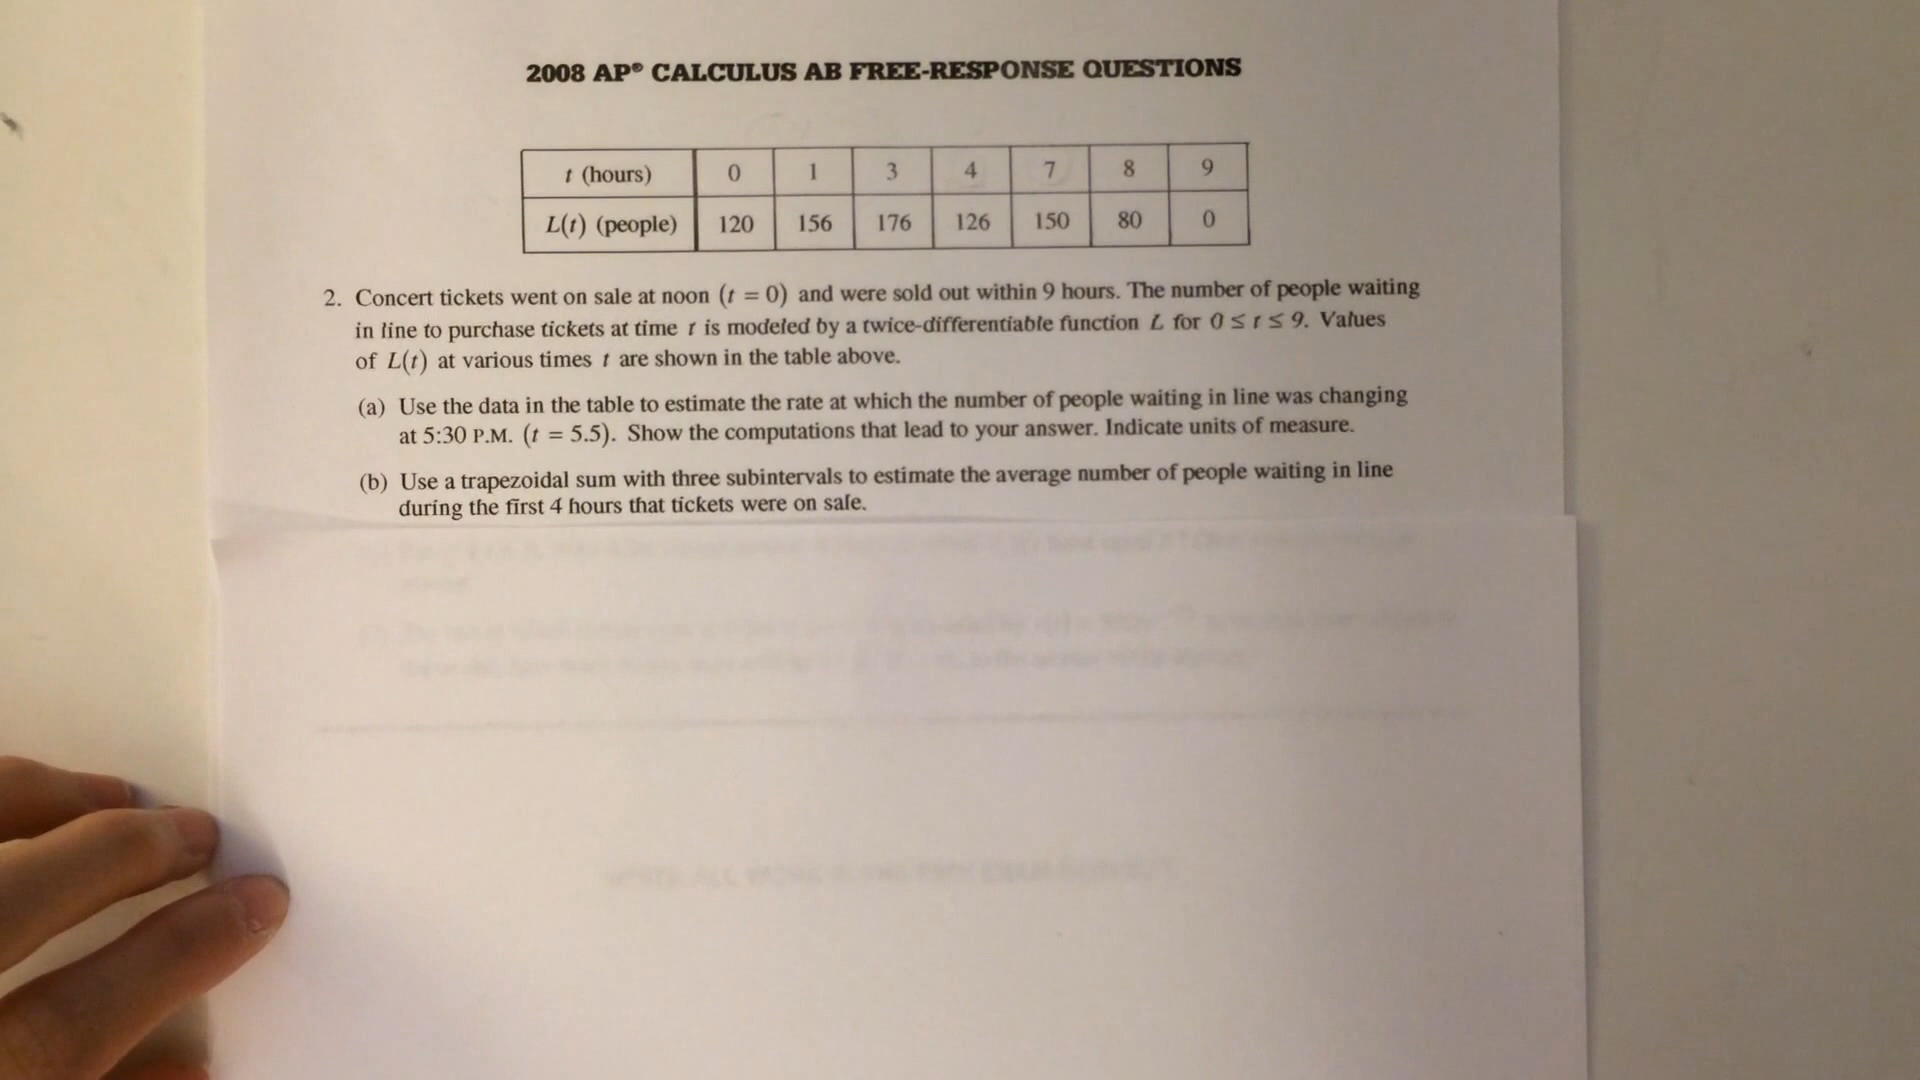 2008 AP® CALCULUS AB FREE-RESPONSE QUESTIONS
t (hours) 0 1 3 4 7 8 9
L(t) (people) 120 156 176 126 150 80 0
2. Concert tickets went on sale at noon (t = 0) and were sold out within 9 hours. The number of people waiting
in line to purchase tickets at time t is modeled by a twice-differentiable function L for 0 ≤ t ≤ 9. Values
of L(t) at various times t are shown in the table above.
(a) Use the data in the table to estimate the rate at which the number of people waiting in line was changing
at 5:30 P.M. (t = 5.5). Show the computations that lead to your answer. Indicate units of measure.
(b) Use a trapezoidal sum with three subintervals to estimate the average number of people waiting in line
during the first 4 hours that tickets were on sale.